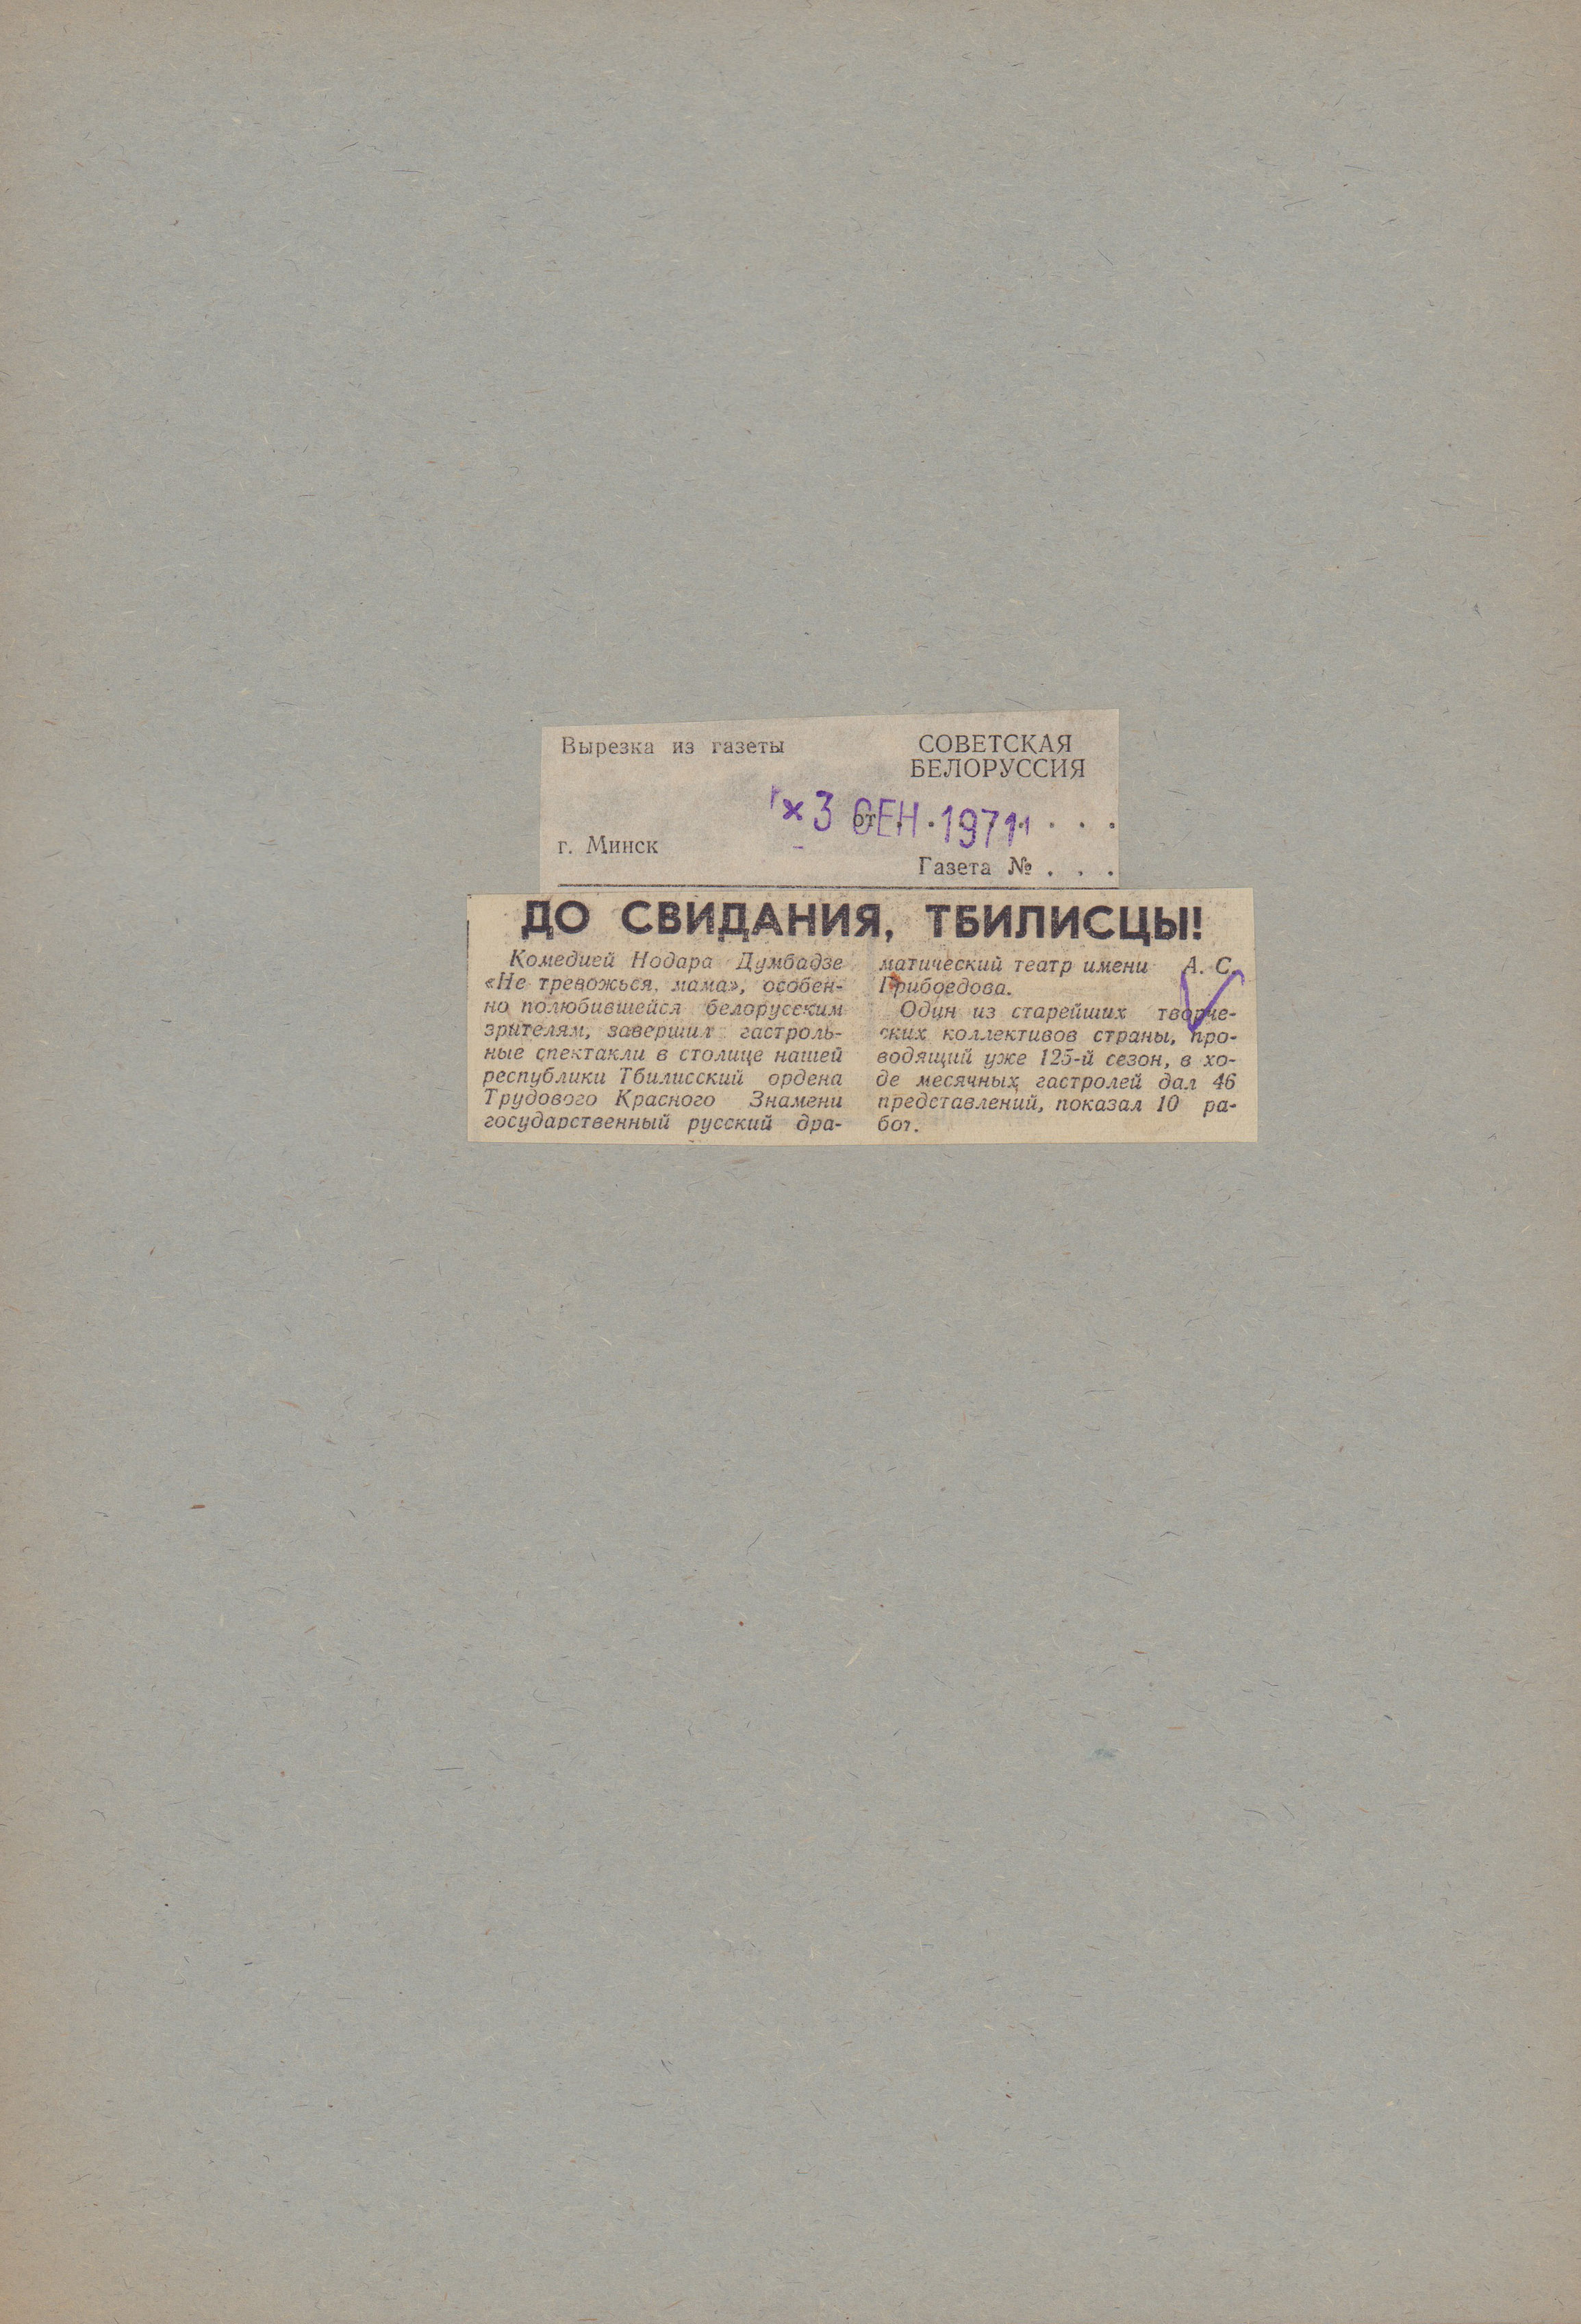 Вырезка из газеты
СОВЕТСКАЯ
БЕЛОРУССИЯ
от . . . . . . .
3 СЕН. 1971
г. Минск
Газета № . . .
ДО СВИДАНИЯ, ТБИЛИСЦЫ!
Комедией Нодара Думбадзе
«Не тревожься, мама», особен-
но полюбившейся белорусским
зрителям, завершил гастроль-
ные спектакли в столице нашей
республики Тбилисский ордена
Трудового Красного Знамени
государственный русский дра-
матический театр имени А. С.
Грибоедова.
Один из старейших творче-
ских коллективов страны, про-
водящий уже 125-й сезон, в хо-
де месячных гастролей дал 46
представлений, показал 10 ра-
бот.